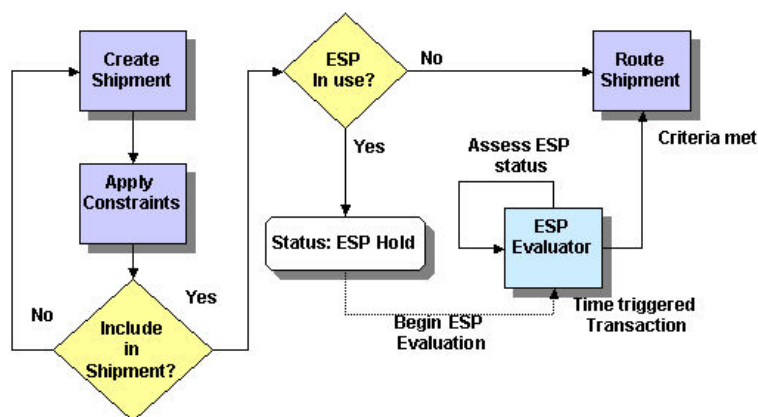 Create
Shipment
Apply
Constraints
Include
in
Shipment?
No
Yes
ESP
In use?
No
Yes
Route
Shipment
Status: ESP Hold
Assess ESP
status
ESP
Evaluator
Criteria met
Begin ESP
Evaluation
Time triggered
Transaction